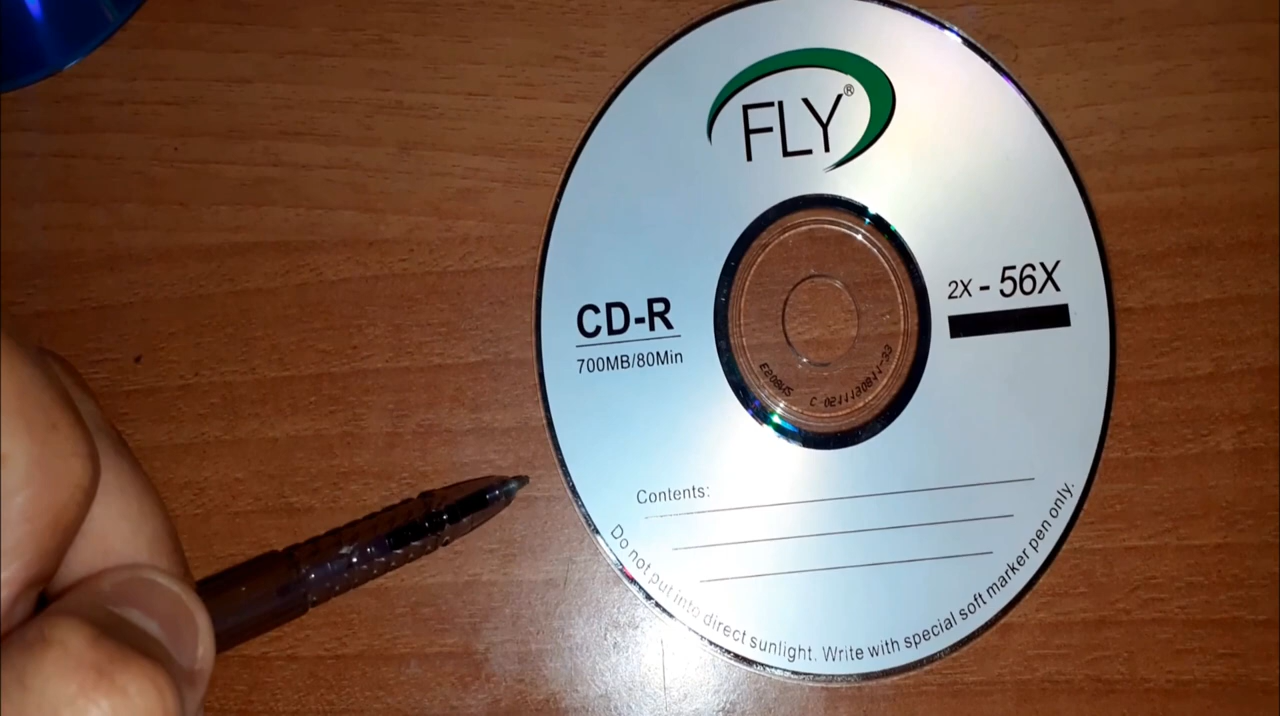 FLY®
2X - 56X
CD-R
700MB/80Min
Contents:
Do not put into direct sunlight. Write with special soft marker pen only.